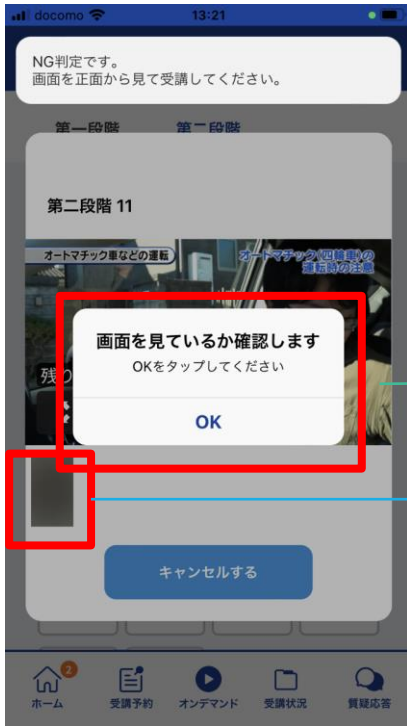 docomo 13:21
NG判定です。
画面を正面から見て受講してください。
第一段階 第二段階
第二段階 11
オートマチック車などの運転
オートマチック(四輪車)の
運転時の注意
画面を見ているか確認します
OKをタップしてください
残り
OK
キャンセルする
2
ホーム 受講予約 オンデマンド 受講状況 質疑応答